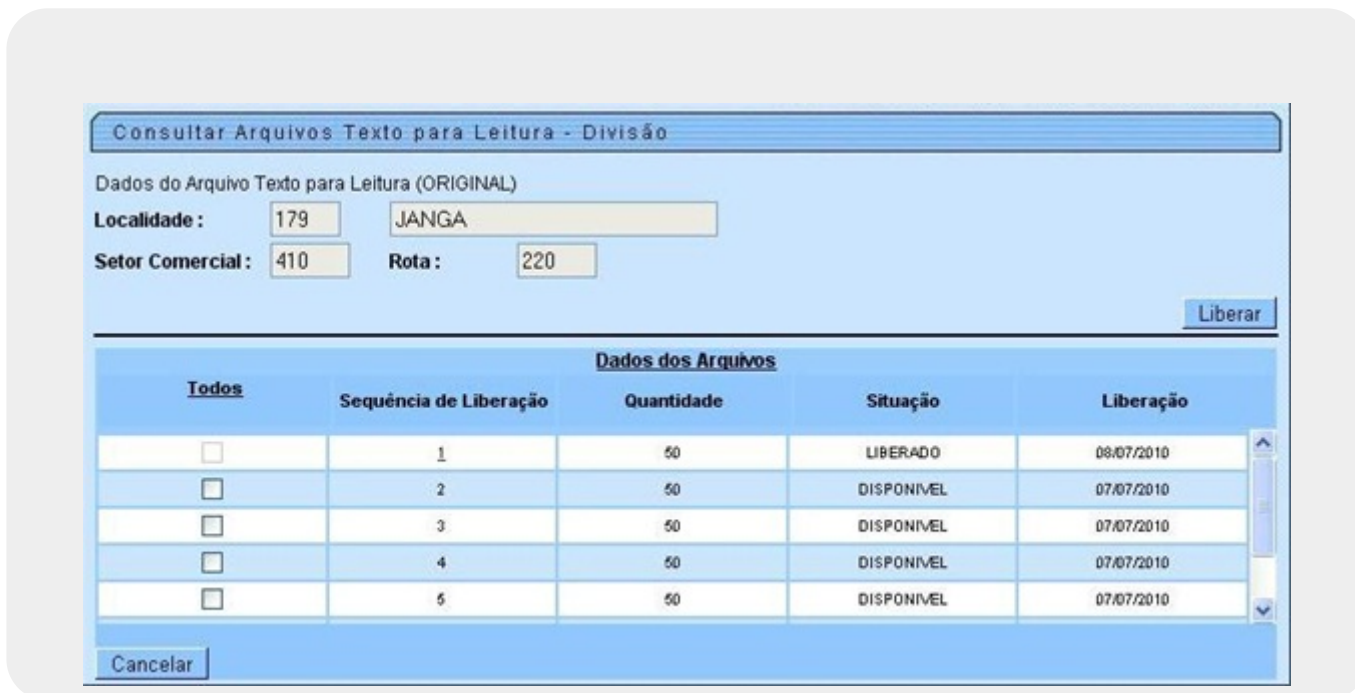 Consultar Arquivos Texto para Leitura - Divisão
Dados do Arquivo Texto para Leitura (ORIGINAL)
Localidade : 179 JANGA
Setor Comercial : 410 Rota : 220
Liberar
Dados dos Arquivos
Todos Sequência de Liberação Quantidade Situação Liberação
1 50 LIBERADO 08/07/2010
2 50 DISPONIVEL 07/07/2010
3 50 DISPONIVEL 07/07/2010
4 50 DISPONIVEL 07/07/2010
5 50 DISPONIVEL 07/07/2010
Cancelar